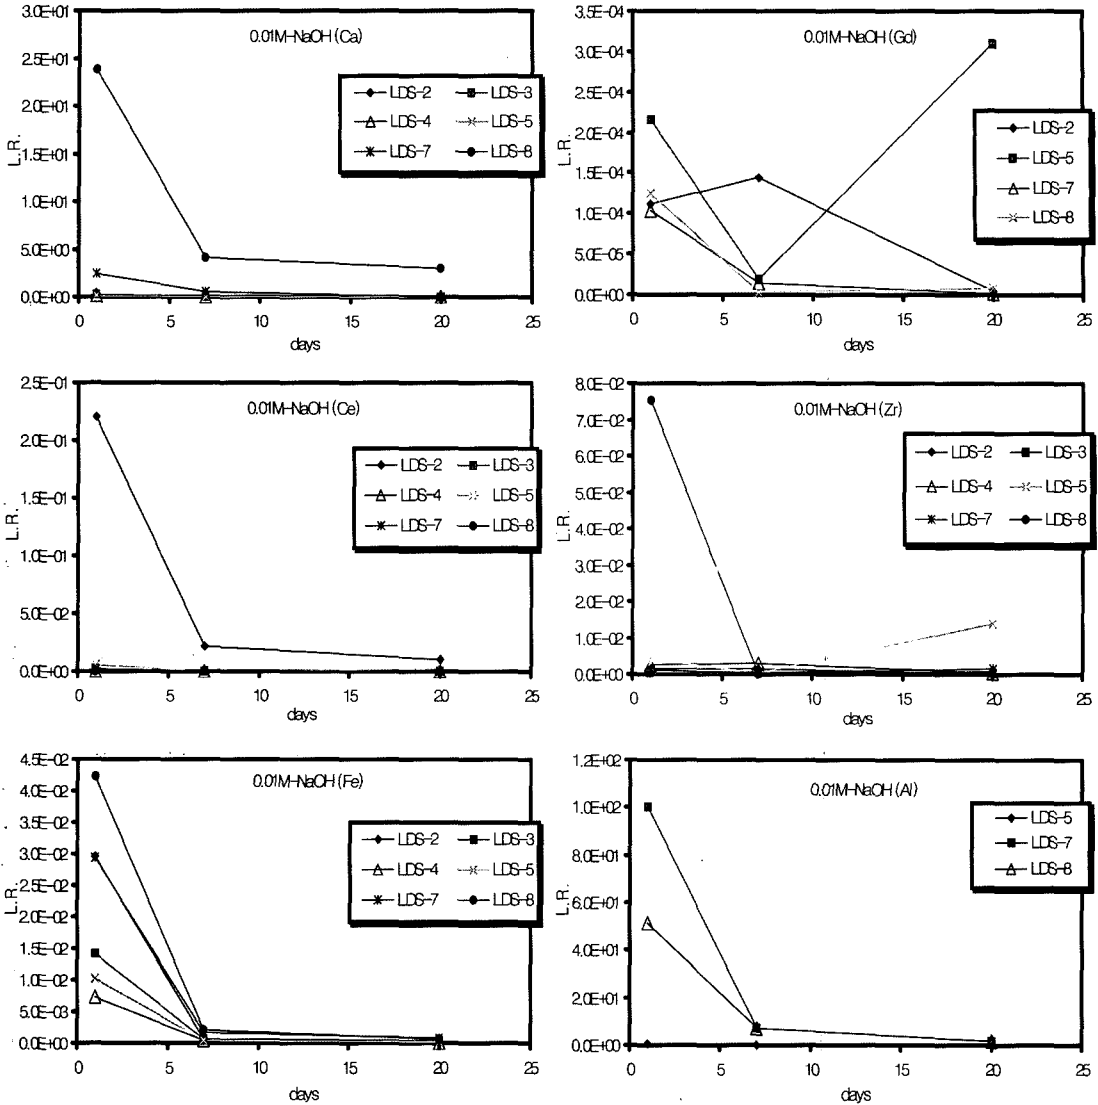 0.01M-NaOH (Ca)
3.0E+01
2.5E+01
2.0E+01
1.5E+01
1.0E+01
5.0E+00
0.0E+00
L.R.
LDS-2 LDS-3
LDS-4 LDS-5
LDS-7 LDS-8
0 5 10 15 20 25
days
0.01M-NaOH (Gd)
3.5E-04
3.0E-04
2.5E-04
2.0E-04
1.5E-04
1.0E-04
5.0E-05
0.0E+00
L.R.
LDS-2
LDS-5
LDS-7
LDS-8
0 5 10 15 20 25
days
0.01M-NaOH (Ce)
2.5E-01
2.0E-01
1.5E-01
1.0E-01
5.0E-02
0.0E+00
L.R.
LDS-2 LDS-3
LDS-4 LDS-5
LDS-7 LDS-8
0 5 10 15 20 25
days
0.01M-NaOH (Zr)
8.0E-02
7.0E-02
6.0E-02
5.0E-02
4.0E-02
3.0E-02
2.0E-02
1.0E-02
0.0E+00
L.R.
LDS-2 LDS-3
LDS-4 LDS-5
LDS-7 LDS-8
0 5 10 15 20 25
days
0.01M-NaOH (Fe)
4.5E-02
4.0E-02
3.5E-02
3.0E-02
2.5E-02
2.0E-02
1.5E-02
1.0E-02
5.0E-03
0.0E+00
L.R.
LDS-2 LDS-3
LDS-4 LDS-5
LDS-7 LDS-8
0 5 10 15 20 25
days
0.01M-NaOH (Al)
1.2E+02
1.0E+02
8.0E+01
6.0E+01
4.0E+01
2.0E+01
0.0E+00
L.R.
LDS-5
LDS-7
LDS-8
0 5 10 15 20 25
days